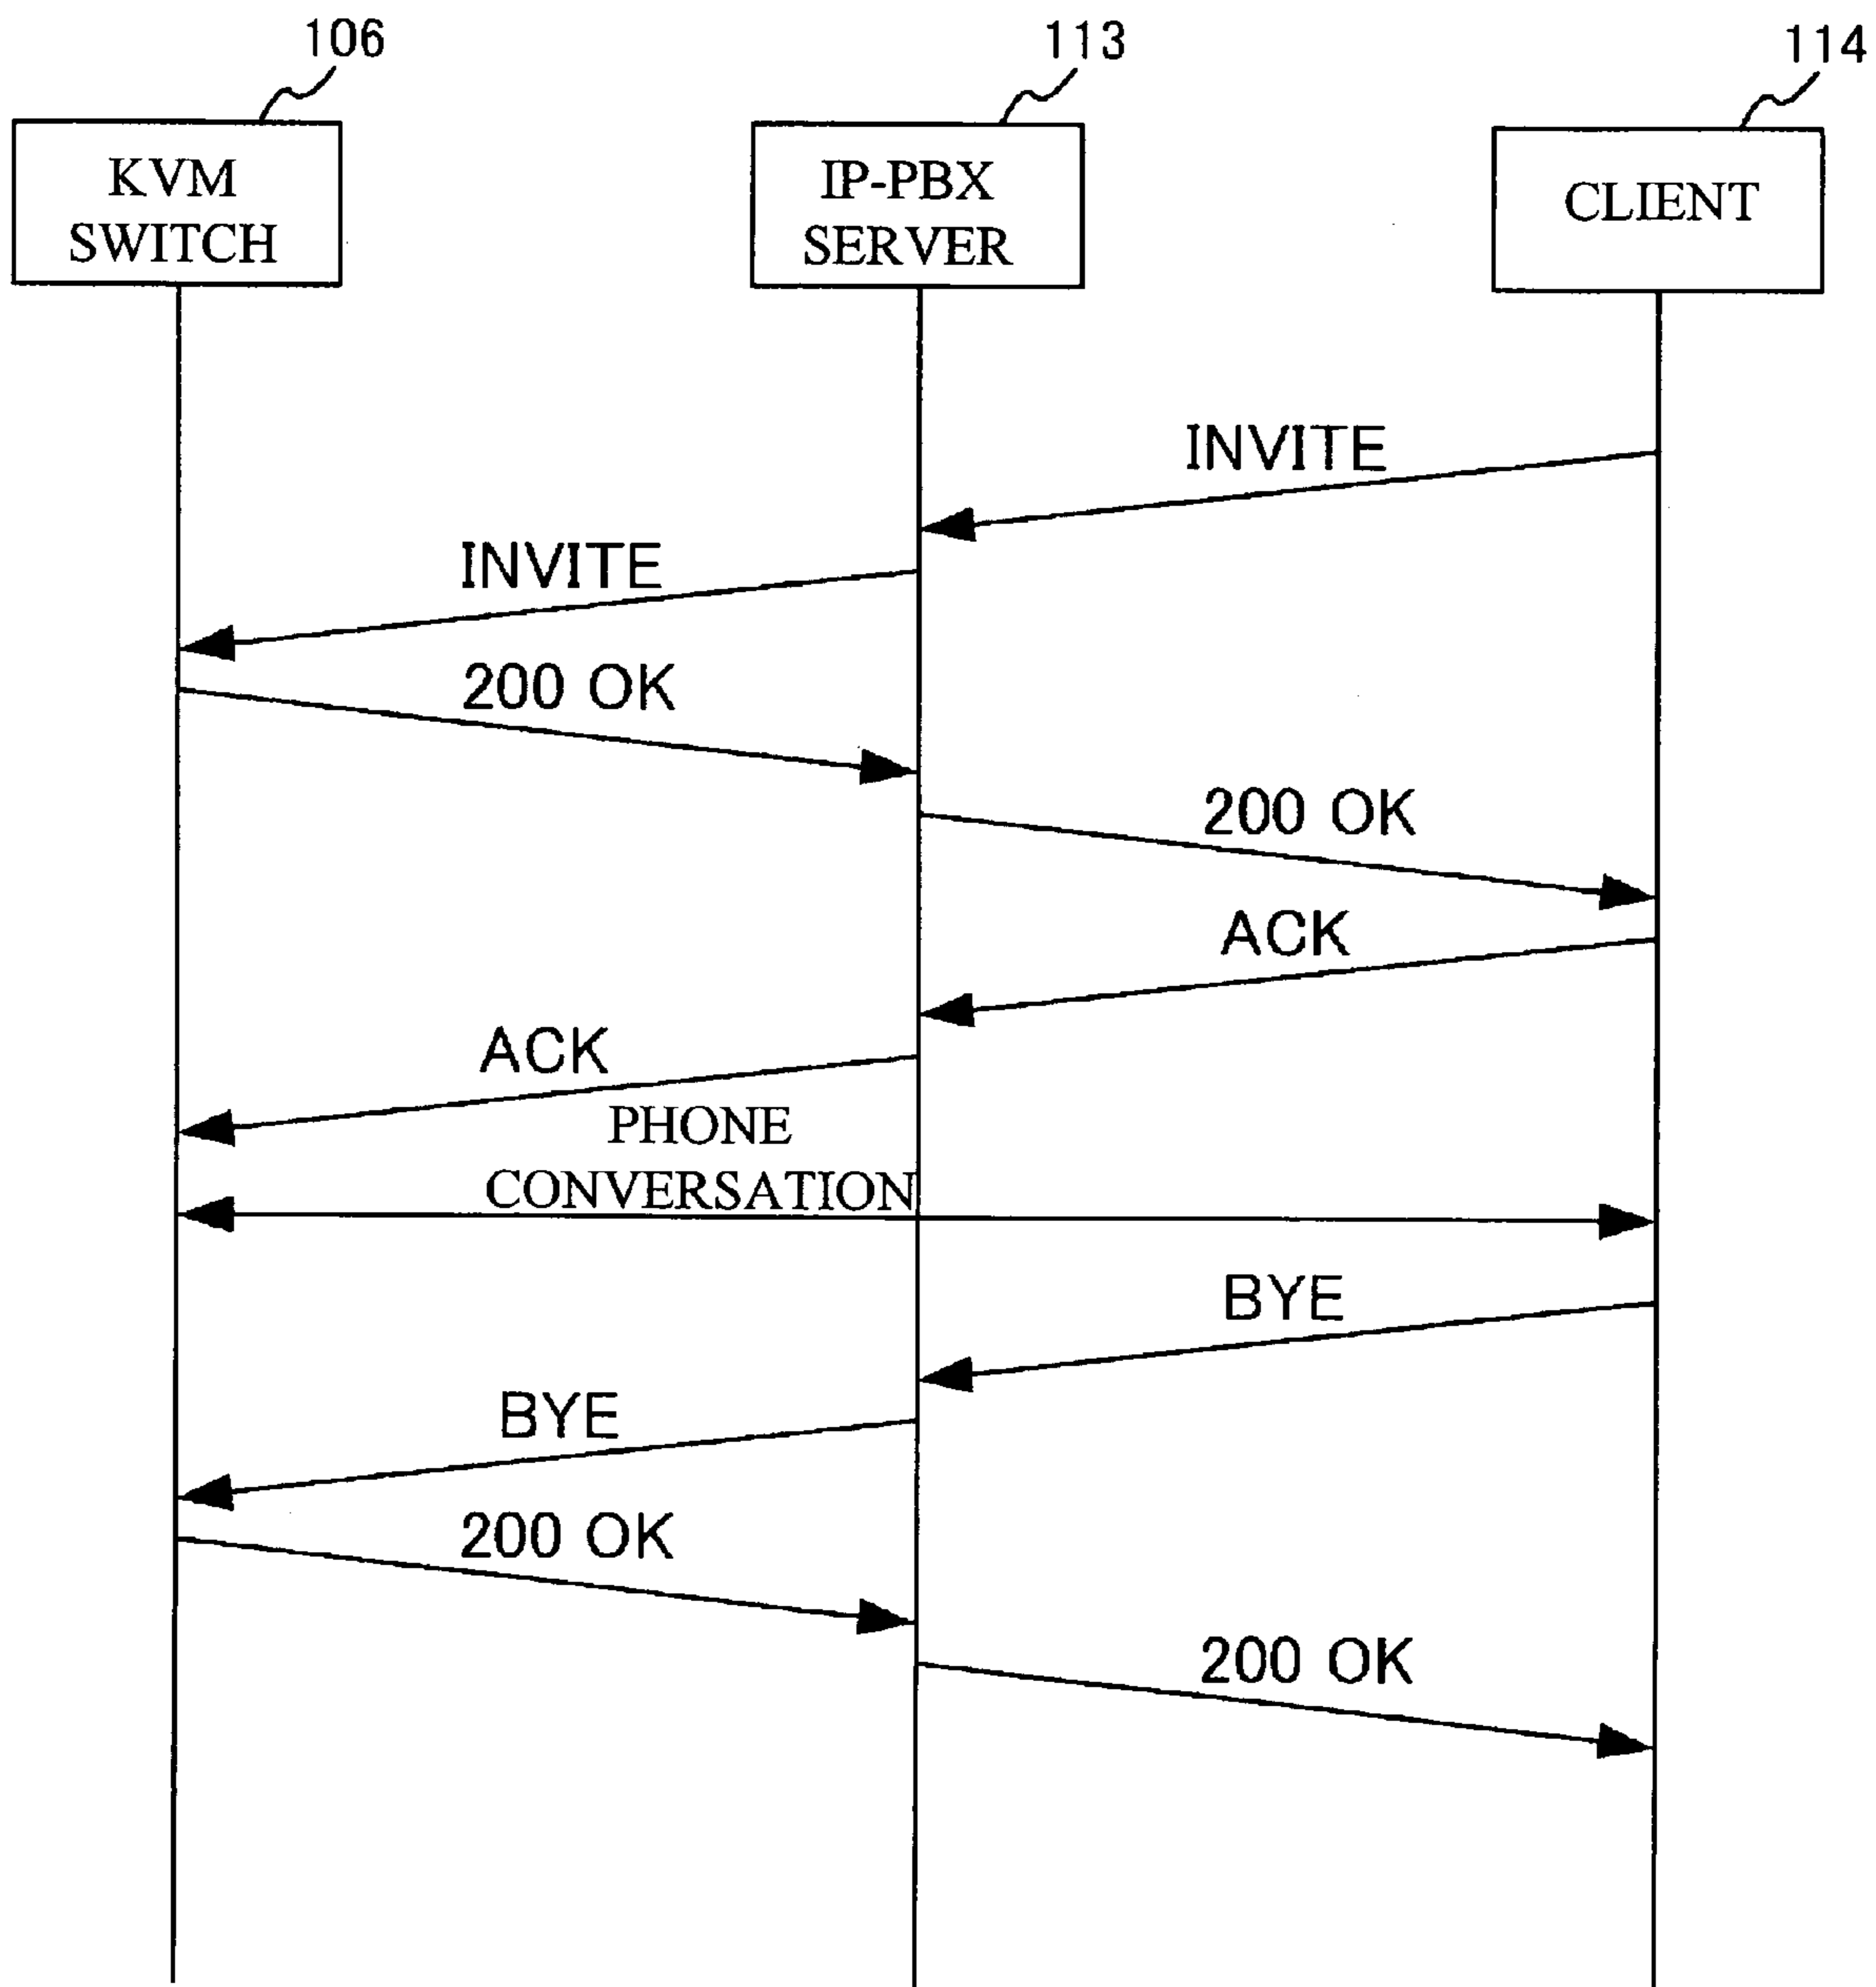 106
113
114
KVM
SWITCH
IP-PBX
SERVER
CLIENT
INVITE
INVITE
200 OK
200 OK
ACK
ACK
PHONE
CONVERSATION
BYE
BYE
200 OK
200 OK